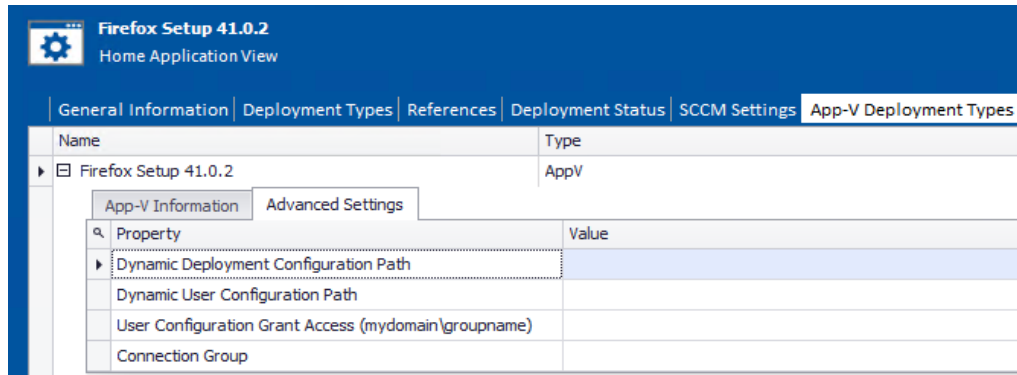 Firefox Setup 41.0.2
Home Application View
General Information Deployment Types References Deployment Status SCCM Settings App-V Deployment Types
Name Type
Firefox Setup 41.0.2 AppV
App-V Information Advanced Settings
Property Value
Dynamic Deployment Configuration Path
Dynamic User Configuration Path
User Configuration Grant Access (mydomain\groupname)
Connection Group